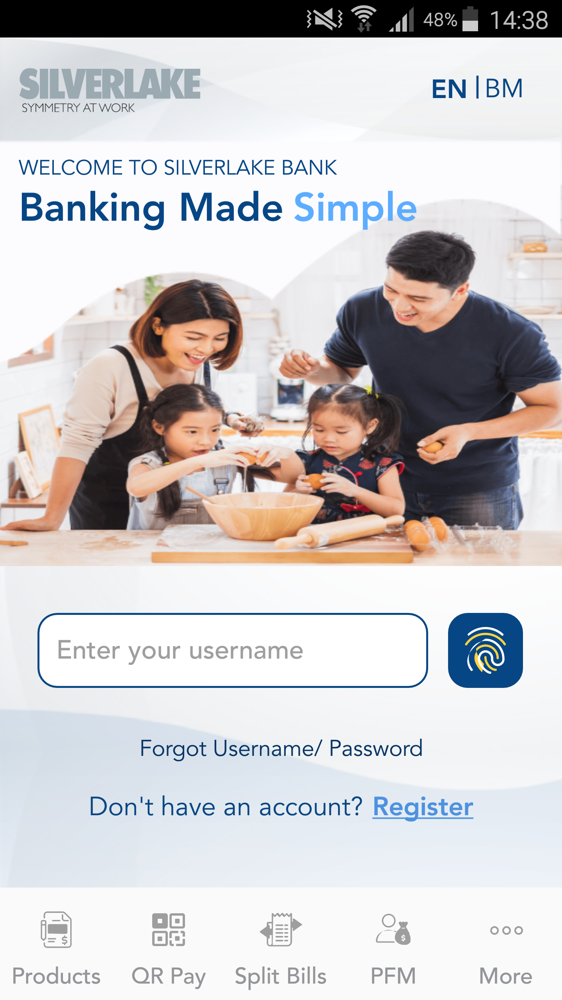 48% 14:38
SILVERLAKE
SYMMETRY AT WORK
EN | BM
WELCOME TO SILVERLAKE BANK
Banking Made Simple
Enter your username
Forgot Username/ Password
Don't have an account? Register
Products QR Pay Split Bills PFM More